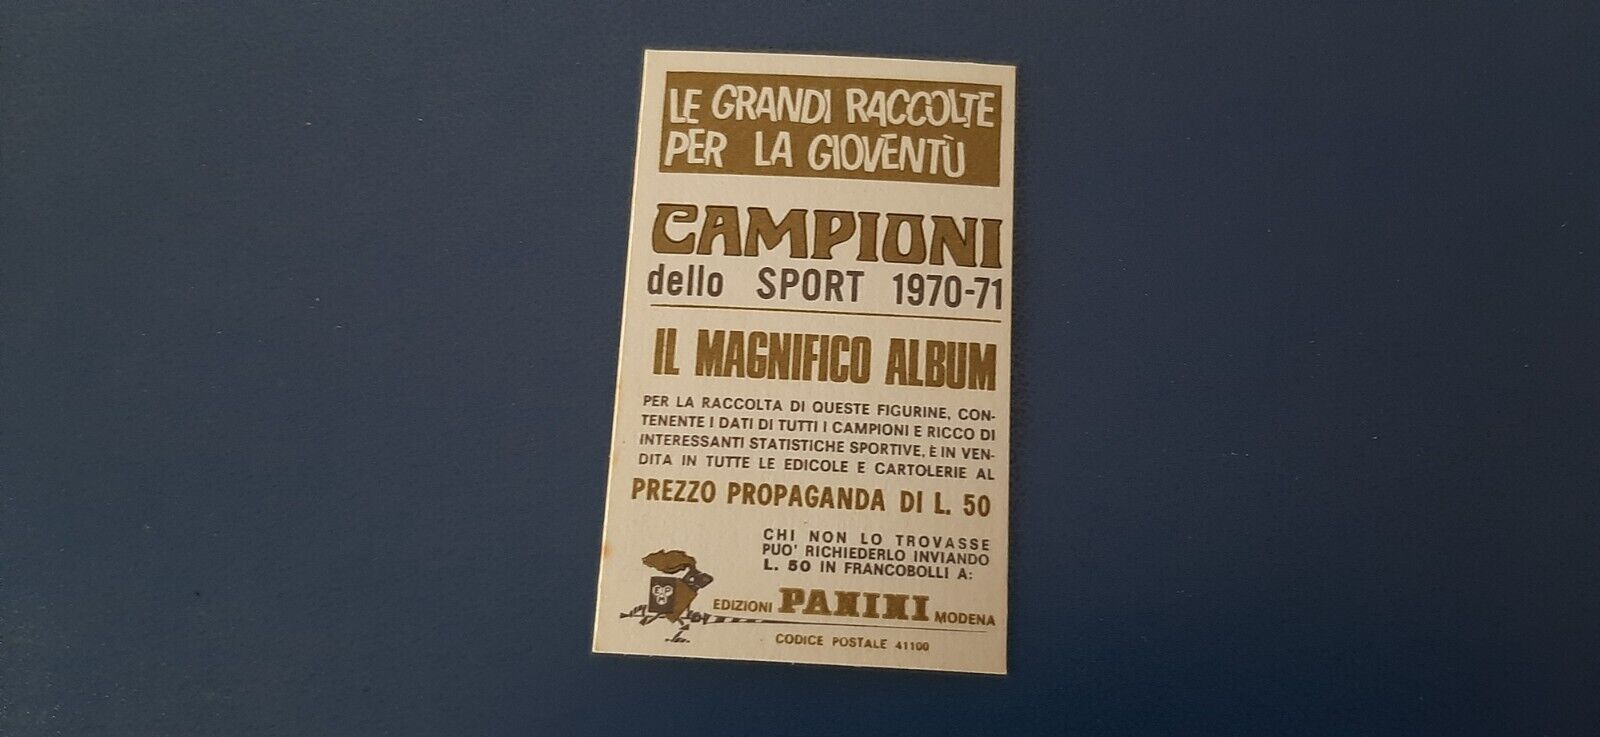 LE GRANDI RACCOLTE
PER LA GIOVENTÙ
CAMPIONI
dello SPORT 1970-71
IL MAGNIFICO ALBUM
PER LA RACCOLTA DI QUESTE FIGURINE, CON-
TENENTE I DATI DI TUTTI I CAMPIONI E RICCO DI
INTERESSANTI STATISTICHE SPORTIVE, È IN VEN-
DITA IN TUTTE LE EDICOLE E CARTOLERIE AL
PREZZO PROPAGANDA DI L. 50
CHI NON LO TROVASSE
PUO' RICHIEDERLO INVIANDO
L. 50 IN FRANCOBOLLI A:
EPM
EDIZIONI PANINI MODENA
CODICE POSTALE 41100